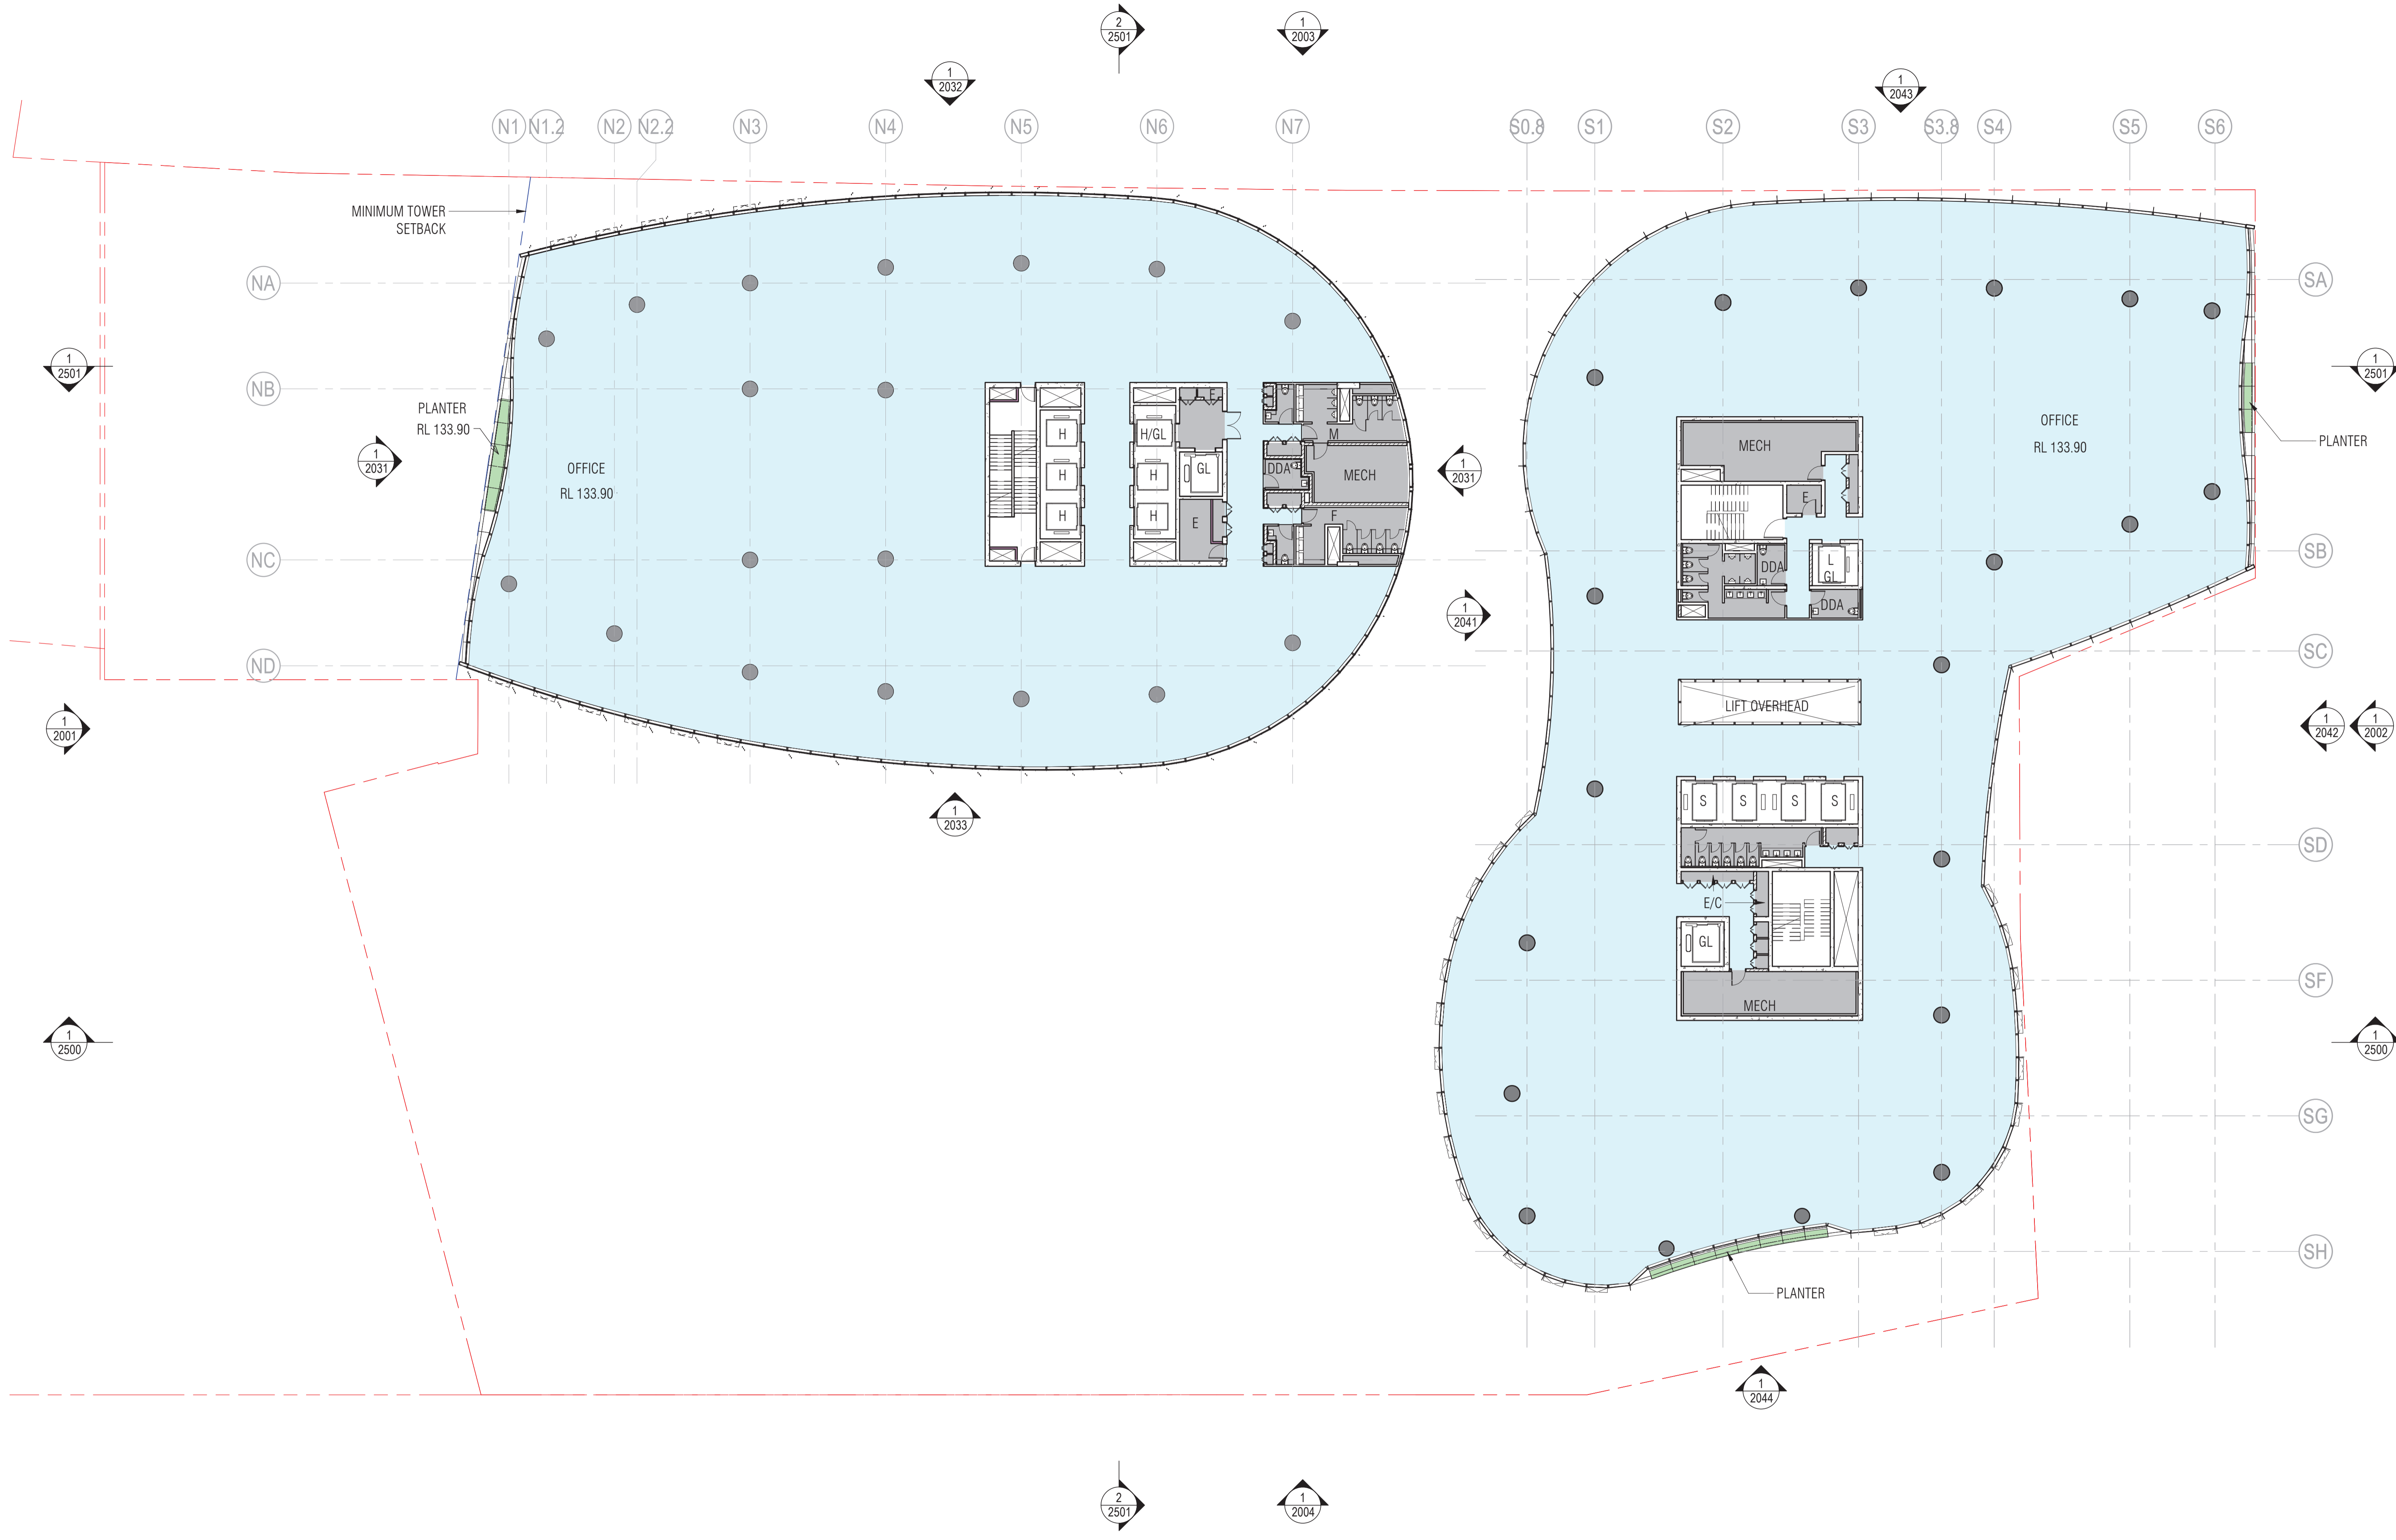 2
2501
1
2003
1
2032
1
2043
N1
N1.2
N2
N2.2
N3
N4
N5
N6
N7
S0.8
S1
S2
S3
S3.8
S4
S5
S6
MINIMUM TOWER
SETBACK
NA
SA
1
2501
1
2501
NB
PLANTER
RL 133.90
OFFICE
RL 133.90
PLANTER
1
2031
OFFICE
RL 133.90
H
H
H
H/GL
H
H
E
GL
E
M
DDA
MECH
F
1
2031
MECH
E
DDA
L
GL
DDA
NC
SB
1
2041
ND
SC
LIFT OVERHEAD
1
2001
1
2042
1
2002
S
S
S
S
1
2033
SD
E/C
GL
MECH
SF
1
2500
1
2500
SG
SH
PLANTER
1
2044
2
2501
1
2004